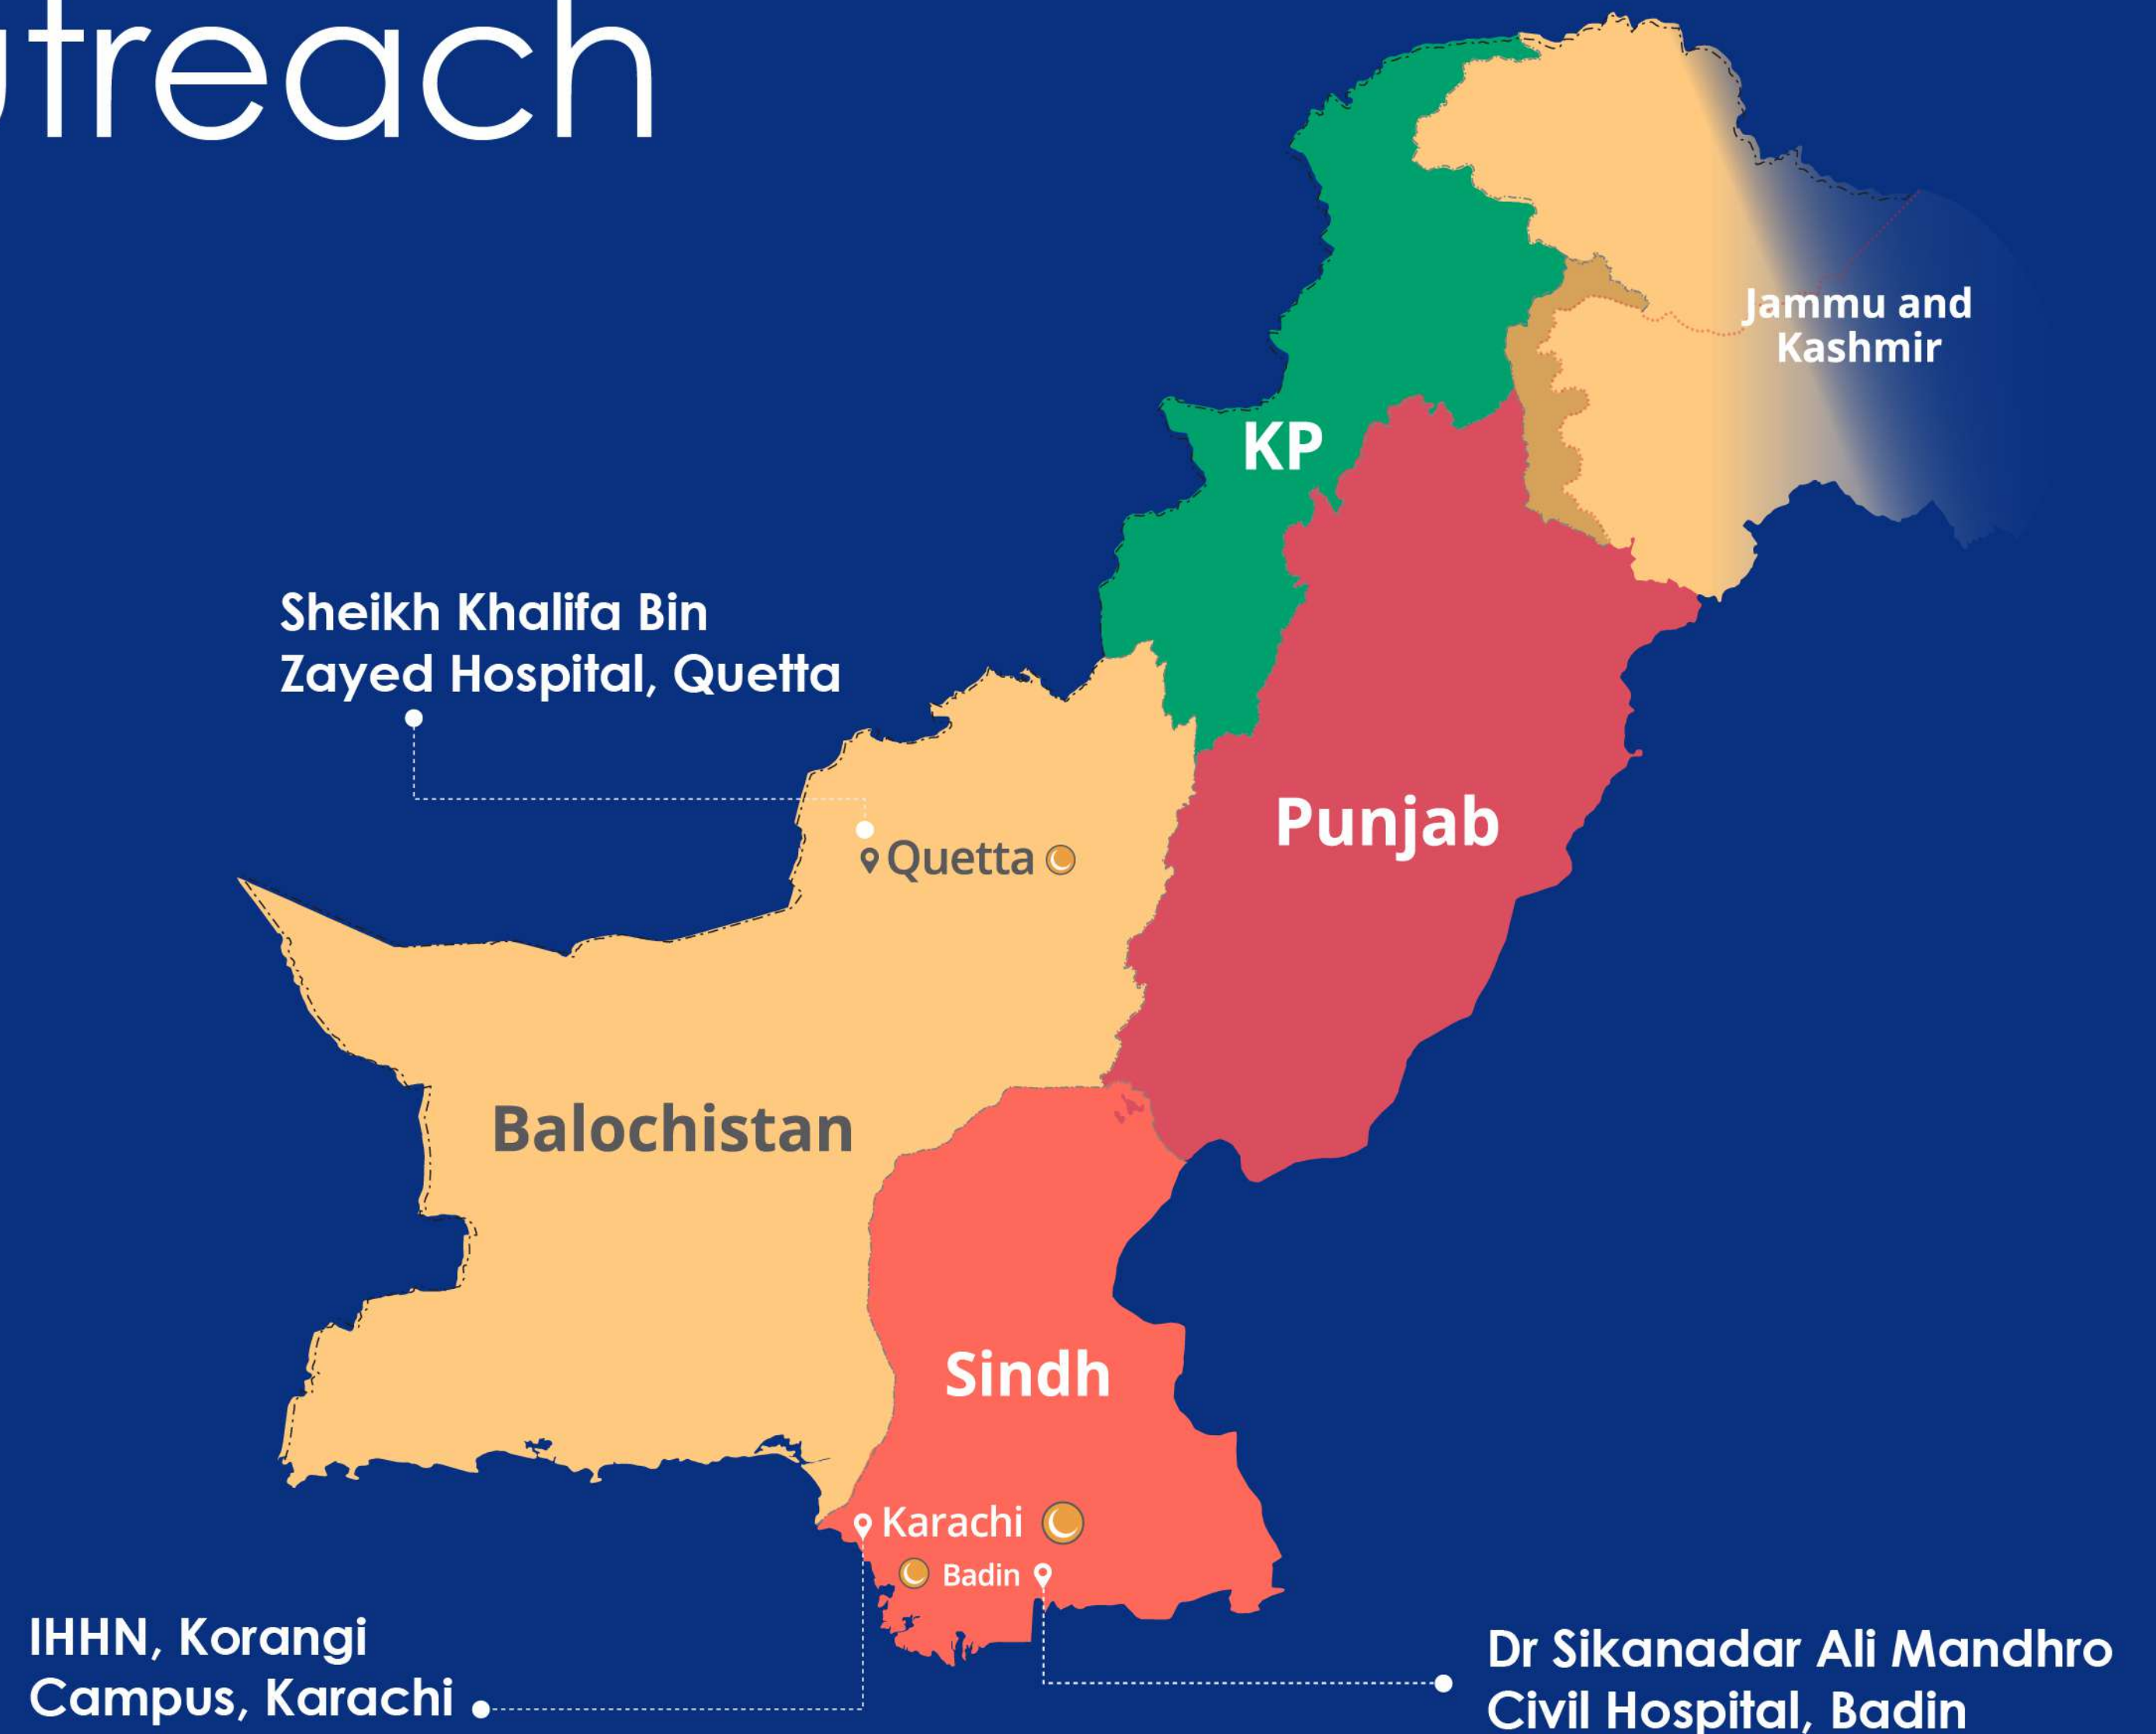 utreach
Jammu and
Kashmir
KP
Sheikh Khalifa Bin
Zayed Hospital, Quetta
Punjab
Quetta
Balochistan
Sindh
Karachi
Badin
IHHN, Korangi
Campus, Karachi
Dr Sikanadar Ali Mandhro
Civil Hospital, Badin